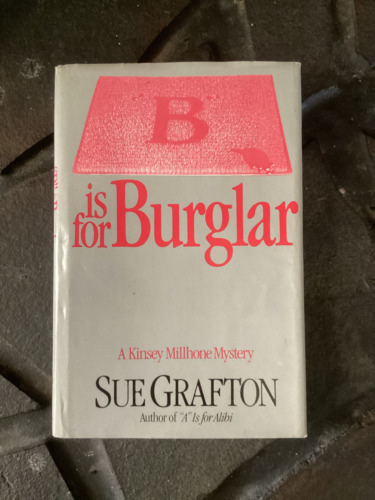 "B"
is
for Burglar
A Kinsey Millhone Mystery
SUE GRAFTON
Author of "A" Is for Alibi